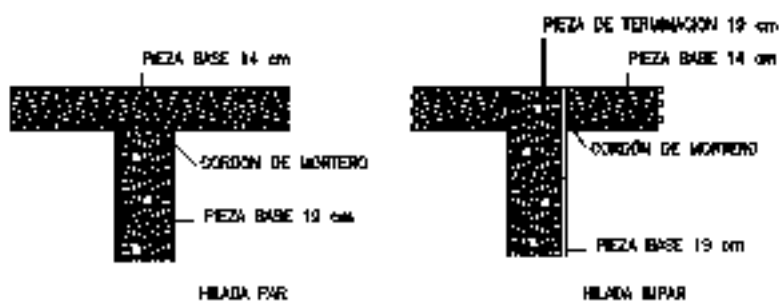 PIEZA BASE 14 cm
CORDON DE MORTERO
PIEZA BASE 19 cm
HILADA PAR
PIEZA DE TERMINACION 19 cm
PIEZA BASE 14 cm
CORDÓN DE MORTERO
PIEZA BASE 19 cm
HILADA IMPAR